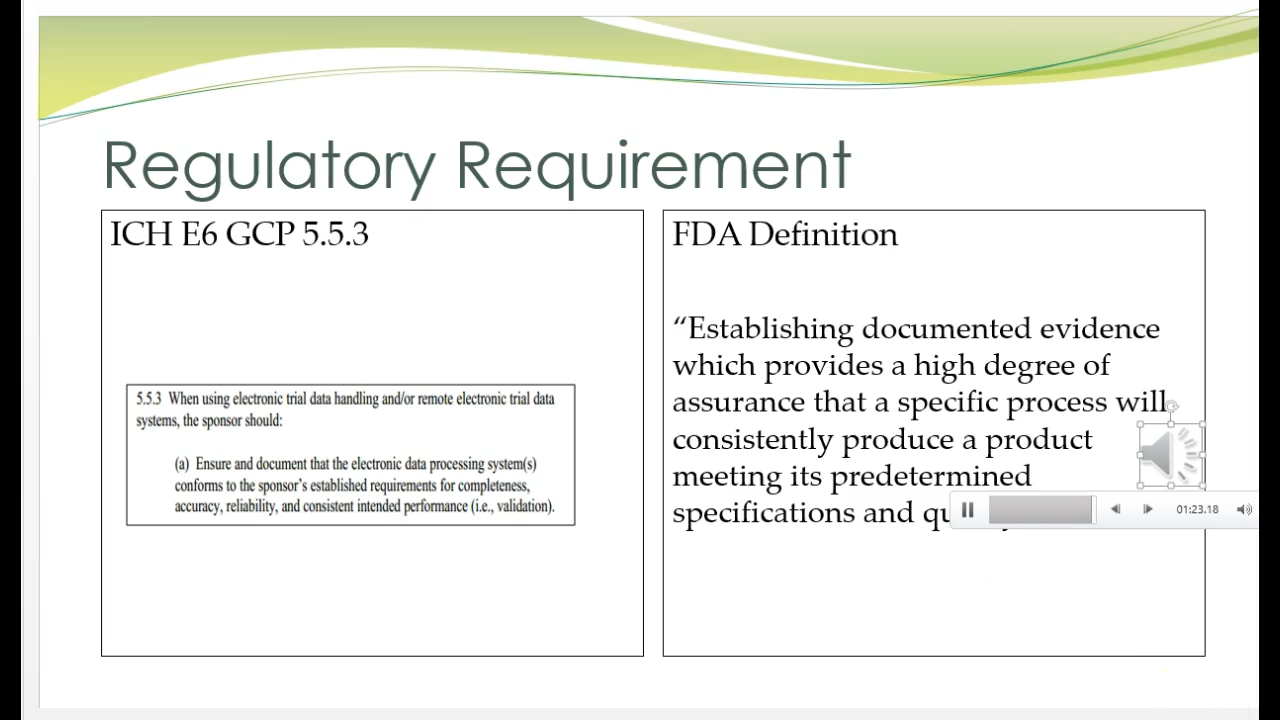 Regulatory Requirement
ICH E6 GCP 5.5.3
5.5.3 When using electronic trial data handling and/or remote electronic trial data
systems, the sponsor should:
(a) Ensure and document that the electronic data processing system(s)
conforms to the sponsor's established requirements for completeness,
accuracy, reliability, and consistent intended performance (i.e., validation).
FDA Definition
“Establishing documented evidence
which provides a high degree of
assurance that a specific process will
consistently produce a product
meeting its predetermined
specifications and
01:23.18